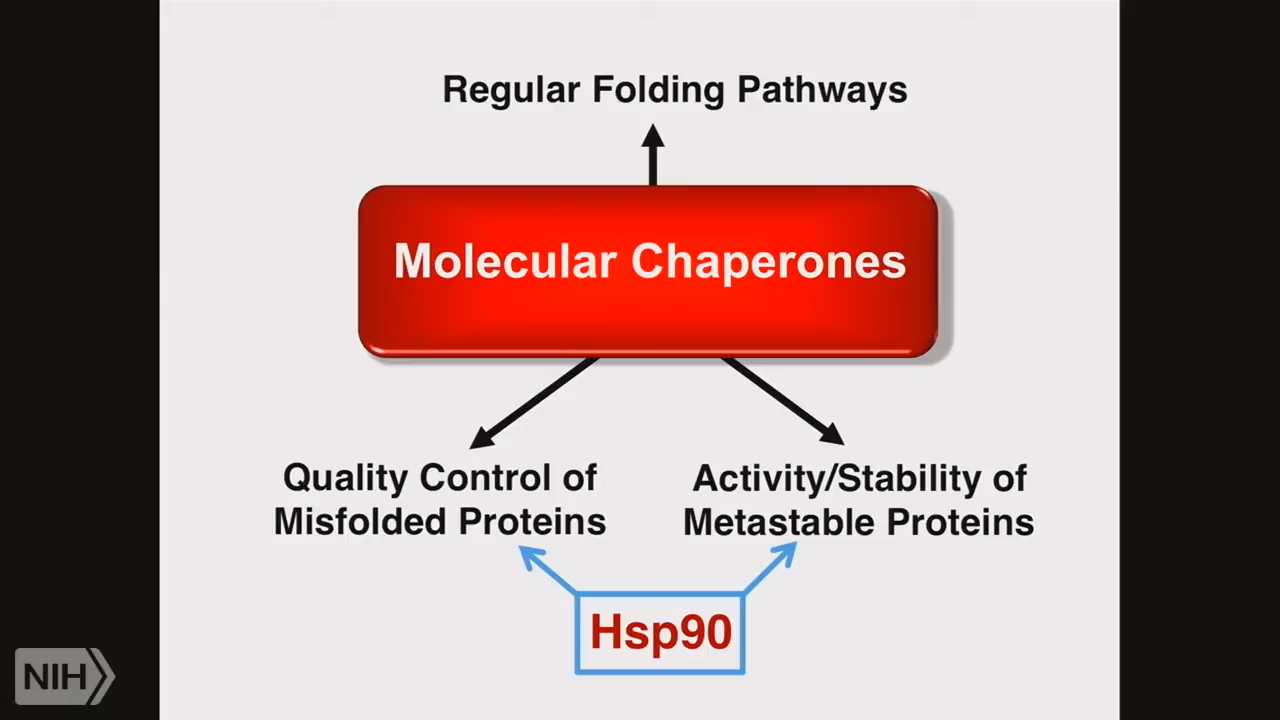 Regular Folding Pathways
Molecular Chaperones
Quality Control of
Misfolded Proteins
Activity/Stability of
Metastable Proteins
Hsp90
NIH